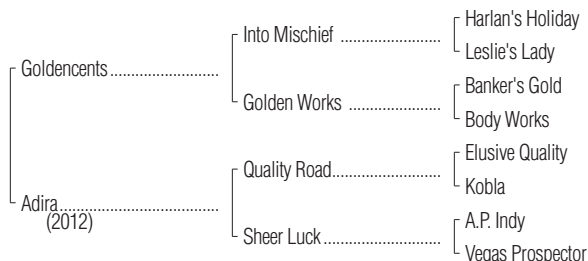 Harlan's Holiday
Into Mischief
Leslie's Lady
Goldencents
Banker's Gold
Golden Works
Body Works
Elusive Quality
Quality Road
Kobla
Adira
(2012)
A.P. Indy
Sheer Luck
Vegas Prospector